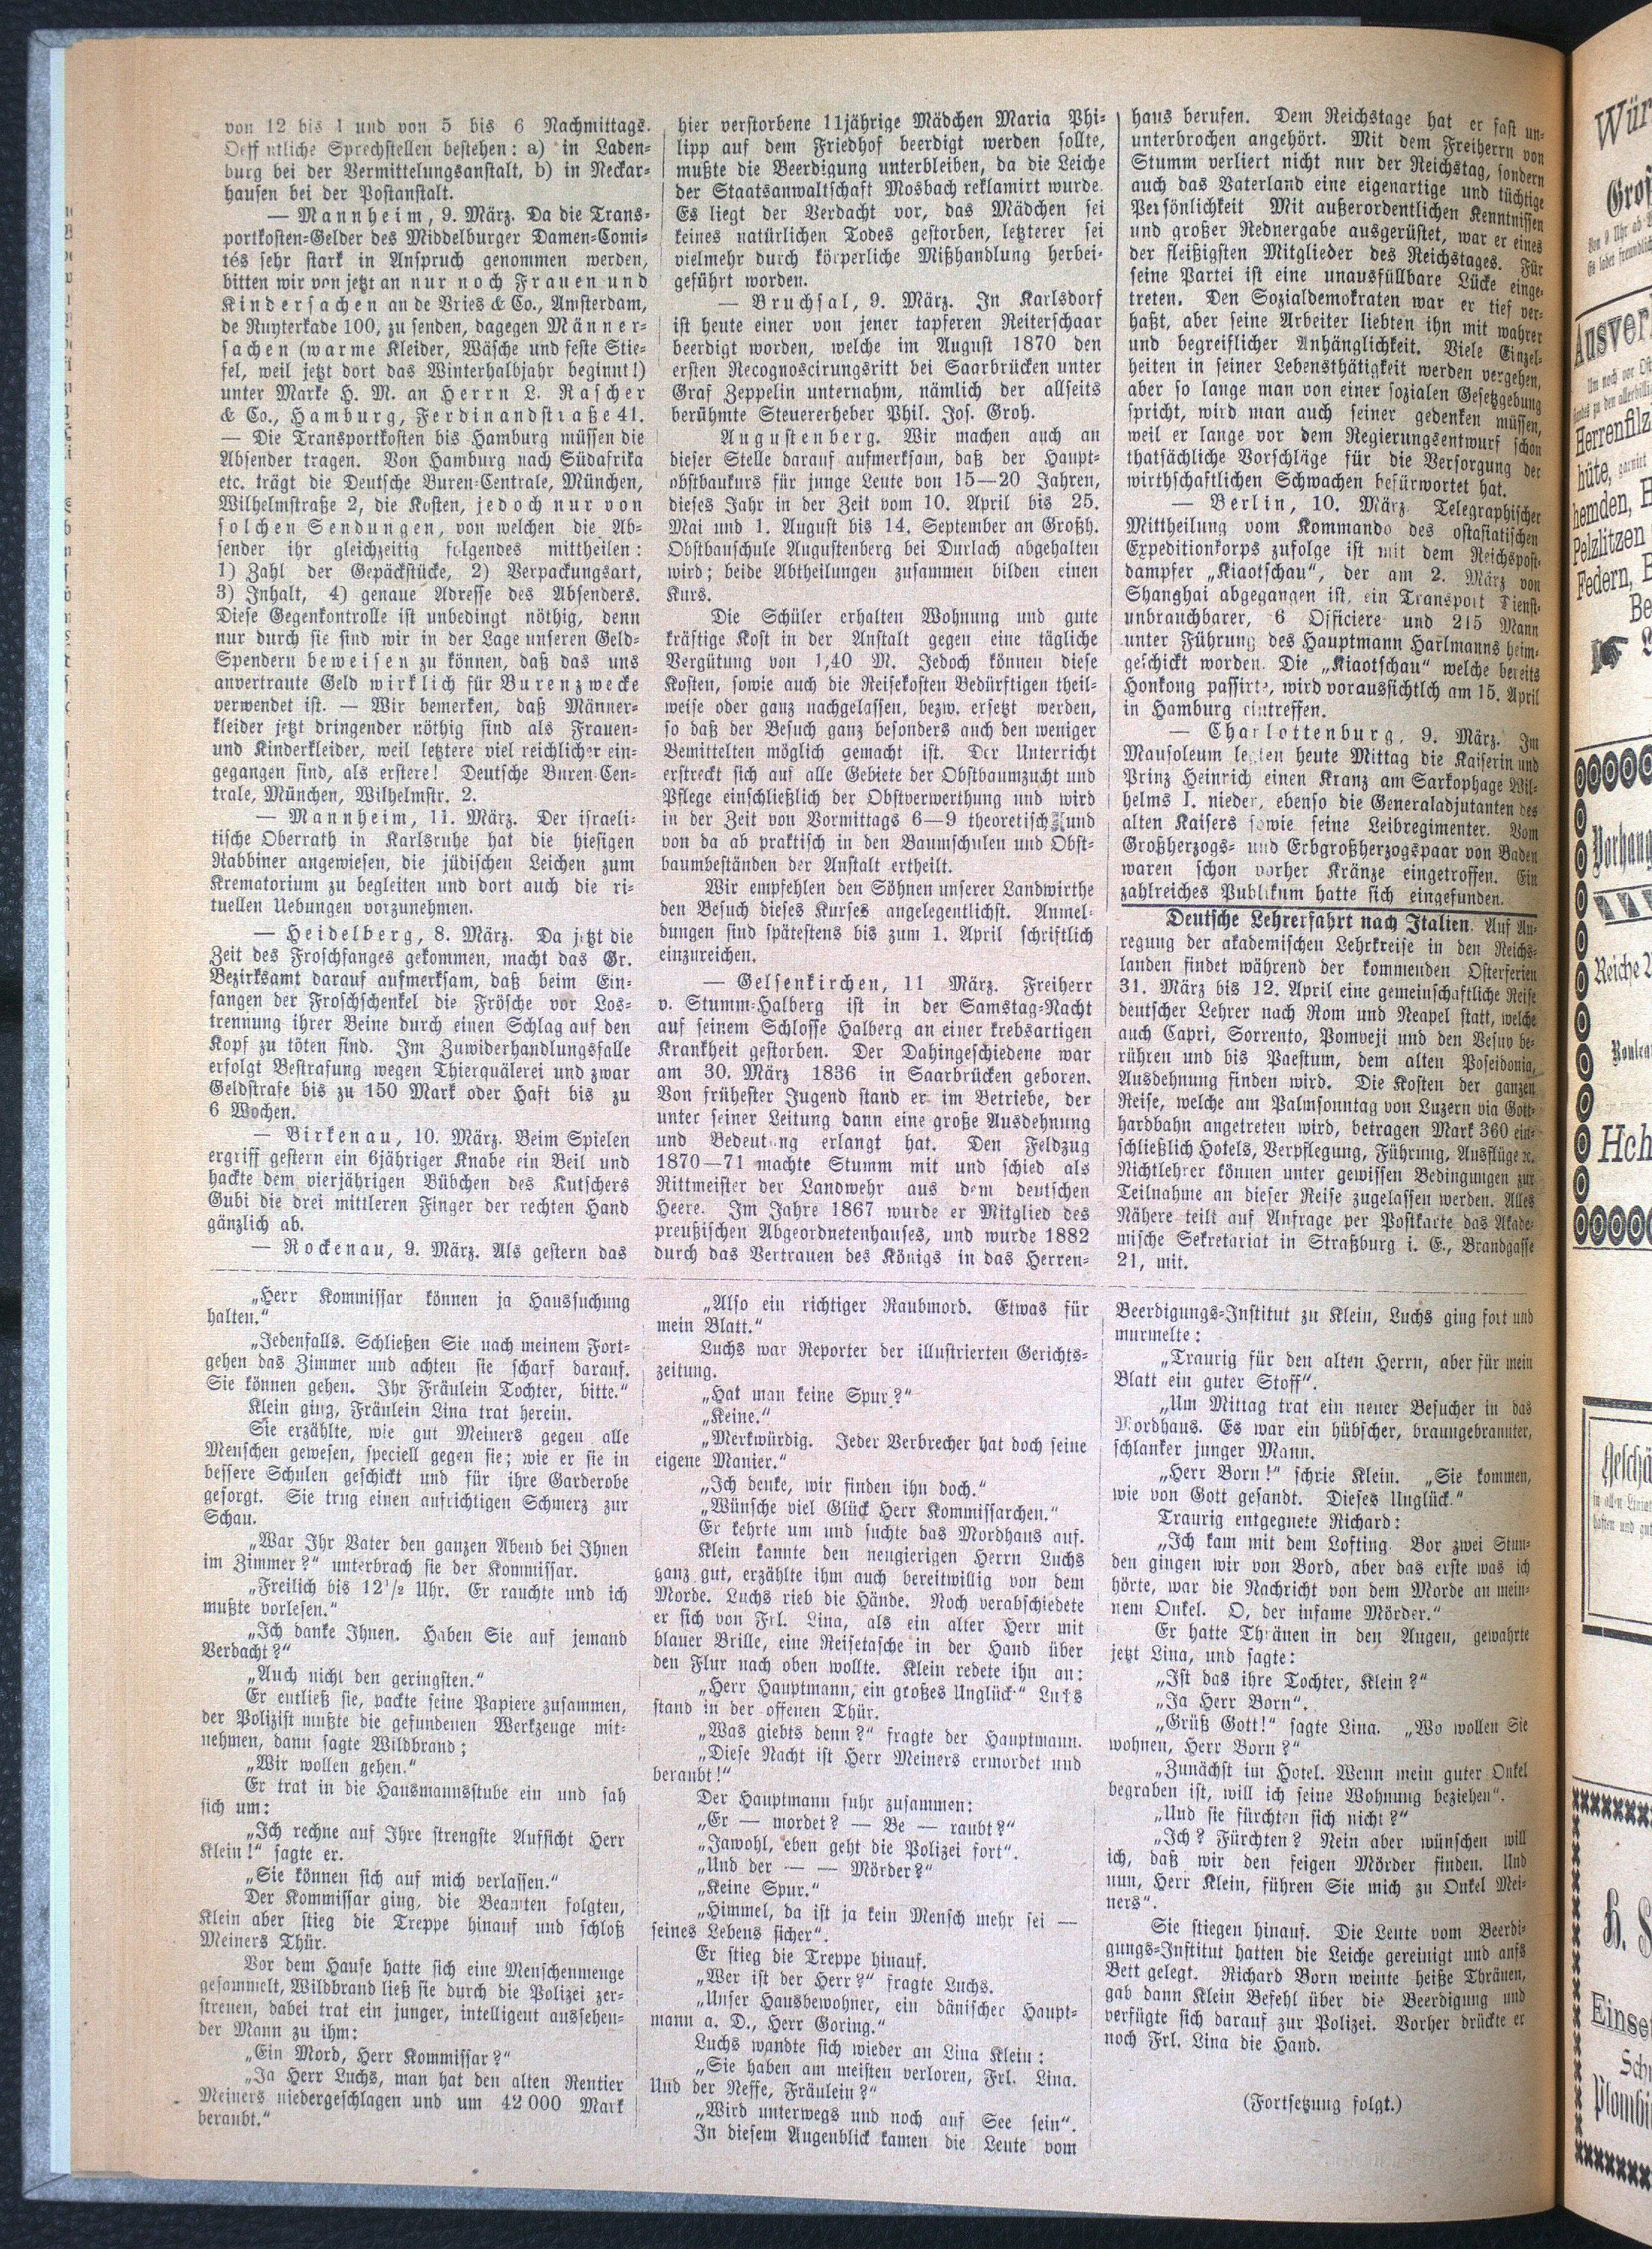 von 12 bis 1 und von 5 bis 6 Nachmittags.
Oeff ntliche Sprechstellen bestehen: a) in Laden-
burg bei der Vermittelungsanstalt, b) in Neckar-
hausen bei der Postanstalt.
— Mannheim, 9. März. Da die Trans-
portkosten-Gelder des Middelburger Damen-Comi-
tés sehr stark in Anspruch genommen werden,
bitten wir von jetzt an nur noch Frauen und
Kindersachen an de Vries & Co., Amsterdam,
de Ruyterkade 100, zu senden, dagegen Männer-
sachen (warme Kleider, Wäsche und feste Stie-
fel, weil jetzt dort das Winterhalbjahr beginnt!)
unter Marke H. M. an Herrn L. Rascher
& Co., Hamburg, Ferdinandstraße 41.
— Die Transportkosten bis Hamburg müssen die
Absender tragen. Von Hamburg nach Südafrika
etc. trägt die Deutsche Buren-Centrale, München,
Wilhelmstraße 2, die Kosten, jedoch nur von
solchen Sendungen, von welchen die Ab-
sender ihr gleichzeitig folgendes mittheilen:
1) Zahl der Gepäckstücke, 2) Verpackungsart,
3) Inhalt, 4) genaue Adresse des Absenders.
Diese Gegenkontrolle ist unbedingt nöthig, denn
nur durch sie sind wir in der Lage unseren Geld-
Spendern beweisen zu können, daß das uns
anvertraute Geld wirklich für Burenzwecke
verwendet ist. — Wir bemerken, daß Männer-
kleider jetzt dringender nöthig sind als Frauen-
und Kinderkleider, weil letztere viel reichlicher ein-
gegangen sind, als erstere! Deutsche Buren-Cen-
trale, München, Wilhelmstr. 2.
— Mannheim, 11. März. Der israeli-
tische Oberrath in Karlsruhe hat die hiesigen
Rabbiner angewiesen, die jüdischen Leichen zum
Krematorium zu begleiten und dort auch die ri-
tuellen Uebungen vorzunehmen.
— Heidelberg, 8. März. Da jetzt die
Zeit des Froschfanges gekommen, macht das Gr.
Bezirksamt darauf aufmerksam, daß beim Ein-
fangen der Froschschenkel die Frösche vor Los-
trennung ihrer Beine durch einen Schlag auf den
Kopf zu töten sind. Im Zuwiderhandlungsfalle
erfolgt Bestrafung wegen Thierquälerei und zwar
Geldstrafe bis zu 150 Mark oder Haft bis zu
6 Wochen.
— Birkenau, 10. März. Beim Spielen
ergriff gestern ein 6jähriger Knabe ein Beil und
hackte dem vierjährigen Bübchen des Kutschers
Gubi die drei mittleren Finger der rechten Hand
gänzlich ab.
— Rockenau, 9. März. Als gestern das
hier verstorbene 11jährige Mädchen Maria Phi-
lipp auf dem Friedhof beerdigt werden sollte,
mußte die Beerdigung unterbleiben, da die Leiche
der Staatsanwaltschaft Mosbach reklamirt wurde.
Es liegt der Verdacht vor, das Mädchen sei
keines natürlichen Todes gestorben, letzterer sei
vielmehr durch körperliche Mißhandlung herbei-
geführt worden.
— Bruchsal, 9. März. In Karlsdorf
ist heute einer von jener tapferen Reiterschaar
beerdigt worden, welche im August 1870 den
ersten Recognoscirungsritt bei Saarbrücken unter
Graf Zeppelin unternahm, nämlich der allseits
berühmte Steuererheber Phil. Jos. Groh.
Augustenberg. Wir machen auch an
dieser Stelle darauf aufmerksam, daß der Haupt-
obstbaukurs für junge Leute von 15—20 Jahren,
dieses Jahr in der Zeit vom 10. April bis 25.
Mai und 1. August bis 14. September an Großh.
Obstbauschule Augustenberg bei Durlach abgehalten
wird; beide Abtheilungen zusammen bilden einen
Kurs.
Die Schüler erhalten Wohnung und gute
kräftige Kost in der Anstalt gegen eine tägliche
Vergütung von 1,40 M. Jedoch können diese
Kosten, sowie auch die Reisekosten Bedürftigen theil-
weise oder ganz nachgelassen, bezw. ersetzt werden,
so daß der Besuch ganz besonders auch den weniger
Bemittelten möglich gemacht ist. Der Unterricht
erstreckt sich auf alle Gebiete der Obstbaumzucht und
Pflege einschließlich der Obstverwerthung und wird
in der Zeit von Vormittags 6—9 theoretisch und
von da ab praktisch in den Baumschulen und Obst-
baumbeständen der Anstalt ertheilt.
Wir empfehlen den Söhnen unserer Landwirthe
den Besuch dieses Kurses angelegentlichst. Anmel-
dungen sind spätestens bis zum 1. April schriftlich
einzureichen.
— Gelsenkirchen, 11 März. Freiherr
v. Stumm-Halberg ist in der Samstag-Nacht
auf seinem Schlosse Halberg an einer krebsartigen
Krankheit gestorben. Der Dahingeschiedene war
am 30. März 1836 in Saarbrücken geboren.
Von frühester Jugend stand er im Betriebe, der
unter seiner Leitung dann eine große Ausdehnung
und Bedeutung erlangt hat. Den Feldzug
1870—71 machte Stumm mit und schied als
Rittmeister der Landwehr aus dem deutschen
Heere. Im Jahre 1867 wurde er Mitglied des
preußischen Abgeordnetenhauses, und wurde 1882
durch das Vertrauen des Königs in das Herren-
haus berufen. Dem Reichstage hat er fast un-
unterbrochen angehört. Mit dem Freiherrn von
Stumm verliert nicht nur der Reichstag, sondern
auch das Vaterland eine eigenartige und tüchtige
Persönlichkeit Mit außerordentlichen Kenntnissen
und großer Rednergabe ausgerüstet, war er eines
der fleißigsten Mitglieder des Reichstages. Für
seine Partei ist eine unausfüllbare Lücke einge-
treten. Den Sozialdemokraten war er tief ver-
haßt, aber seine Arbeiter liebten ihn mit wahrer
und begreiflicher Anhänglichkeit. Viele Einzel-
heiten in seiner Lebensthätigkeit werden vergehen,
aber so lange man von einer sozialen Gesetzgebung
spricht, wird man auch seiner gedenken müssen,
weil er lange vor dem Regierungsentwurf schon
thatsächliche Vorschläge für die Versorgung der
wirthschaftlichen Schwachen befürwortet hat.
— Berlin, 10. März. Telegraphischer
Mittheilung vom Kommando des ostasiatischen
Expeditionkorps zufolge ist mit dem Reichspost-
dampfer „Kiaotschau“, der am 2. März von
Shanghai abgegangen ist, ein Transport Dienst-
unbrauchbarer, 6 Officiere und 215 Mann
unter Führung des Hauptmann Harlmanns heim-
geschickt worden. Die „Kiaotschau“ welche bereits
Honkong passirte, wird voraussichtlch am 15. April
in Hamburg eintreffen.
— Charlottenburg, 9. März. Im
Mausoleum legten heute Mittag die Kaiserin und
Prinz Heinrich einen Kranz am Sarkophage Wil-
helms I. nieder, ebenso die Generaladjutanten des
alten Kaisers sowie seine Leibregimenter. Vom
Großherzogs- und Erbgroßherzogspaar von Baden
waren schon vorher Kränze eingetroffen. Ein
zahlreiches Publikum hatte sich eingefunden.
Deutsche Lehrerfahrt nach Italien. Auf An-
regung der akademischen Lehrkreise in den Reichs-
landen findet während der kommenden Osterferien
31. März bis 12. April eine gemeinschaftliche Reise
deutscher Lehrer nach Rom und Neapel statt, welche
auch Capri, Sorrento, Pompeji und den Vesuv be-
rühren und bis Paestum, dem alten Poseidonia,
Ausdehnung finden wird. Die Kosten der ganzen
Reise, welche am Palmsonntag von Luzern via Gott-
hardbahn angetreten wird, betragen Mark 360 ein-
schließlich Hotels, Verpflegung, Führung, Ausflüge ꝛc.
Nichtlehrer können unter gewissen Bedingungen zur
Teilnahme an dieser Reise zugelassen werden. Alles
Nähere teilt auf Anfrage per Postkarte das Akade-
mische Sekretariat in Straßburg i. E., Brandgasse
21, mit.
„Herr Kommissar können ja Haussuchung
halten.“
„Jedenfalls. Schließen Sie nach meinem Fort-
gehen das Zimmer und achten sie scharf darauf.
Sie können gehen. Ihr Fräulein Tochter, bitte.“
Klein ging, Fräulein Lina trat herein.
Sie erzählte, wie gut Meiners gegen alle
Menschen gewesen, speciell gegen sie; wie er sie in
bessere Schulen geschickt und für ihre Garderobe
gesorgt. Sie trug einen aufrichtigen Schmerz zur
Schau.
„War Ihr Vater den ganzen Abend bei Ihnen
im Zimmer?“ unterbrach sie der Kommissar.
„Freilich bis 12½ Uhr. Er rauchte und ich
mußte vorlesen.“
„Ich danke Ihnen. Haben Sie auf jemand
Verdacht?“
„Auch nicht den geringsten.“
Er entließ sie, packte seine Papiere zusammen,
der Polizist mußte die gefundenen Werkzeuge mit-
nehmen, dann sagte Wildbrand;
„Wir wollen gehen.“
Er trat in die Hausmannsstube ein und sah
sich um:
„Ich rechne auf Ihre strengste Aufsicht Herr
Klein!“ sagte er.
„Sie können sich auf mich verlassen.“
Der Kommissar ging, die Beamten folgten,
Klein aber stieg die Treppe hinauf und schloß
Meiners Thür.
Vor dem Hause hatte sich eine Menschenmenge
gesammelt, Wildbrand ließ sie durch die Polizei zer-
streuen, dabei trat ein junger, intelligent aussehen-
der Mann zu ihm:
„Ein Mord, Herr Kommissar?“
„Ja Herr Luchs, man hat den alten Rentier
Meiners niedergeschlagen und um 42 000 Mark
beraubt.“
„Also ein richtiger Raubmord. Etwas für
mein Blatt.“
Luchs war Reporter der illustrierten Gerichts-
zeitung.
„Hat man keine Spur?“
„Keine.“
„Merkwürdig. Jeder Verbrecher hat doch seine
eigene Manier.“
„Ich denke, wir finden ihn doch.“
„Wünsche viel Glück Herr Kommissarchen.“
Er kehrte um und suchte das Mordhaus auf.
Klein kannte den neugierigen Herrn Luchs
ganz gut, erzählte ihm auch bereitwillig von dem
Morde. Luchs rieb die Hände. Noch verabschiedete
er sich von Frl. Lina, als ein alter Herr mit
blauer Brille, eine Reisetasche in der Hand über
den Flur nach oben wollte. Klein redete ihn an:
„Herr Hauptmann, ein großes Unglück.“ Luchs
stand in der offenen Thür.
„Was giebts denn?“ fragte der Hauptmann.
„Diese Nacht ist Herr Meiners ermordet und
beraubt!“
Der Hauptmann fuhr zusammen:
„Er — mordet? — Be — raubt?“
„Jawohl, eben geht die Polizei fort“.
„Und der — — Mörder?“
„Keine Spur.“
„Himmel, da ist ja kein Mensch mehr sei —
seines Lebens sicher“.
Er stieg die Treppe hinauf.
„Wer ist der Herr?“ fragte Luchs.
„Unser Hausbewohner, ein dänischer Haupt-
mann a. D., Herr Goring.“
Luchs wandte sich wieder an Lina Klein:
„Sie haben am meisten verloren, Frl. Lina.
Und der Neffe, Fräulein?“
„Wird unterwegs und noch auf See sein“.
In diesem Augenblick kamen die Leute vom
Beerdigungs-Institut zu Klein, Luchs ging fort und
murmelte:
„Traurig für den alten Herrn, aber für mein
Blatt ein guter Stoff“.
„Um Mittag trat ein neuer Besucher in das
Mordhaus. Es war ein hübscher, braungebrannter,
schlanker junger Mann.
„Herr Born!“ schrie Klein. „Sie kommen,
wie von Gott gesandt. Dieses Unglück.“
Traurig entgegnete Richard:
„Ich kam mit dem Lofting. Vor zwei Stun-
den gingen wir von Bord, aber das erste was ich
hörte, war die Nachricht von dem Morde an mein-
nem Onkel. O, der infame Mörder.“
Er hatte Thränen in den Augen, gewahrte
jetzt Lina, und sagte:
„Ist das ihre Tochter, Klein?“
„Ja Herr Born“.
„Grüß Gott!“ sagte Lina. „Wo wollen Sie
wohnen, Herr Born?“
„Zunächst im Hotel. Wenn mein guter Onkel
begraben ist, will ich seine Wohnung beziehen“.
„Und sie fürchten sich nicht?“
„Ich? Fürchten? Nein aber wünschen will
ich, daß wir den feigen Mörder finden. Und
nun, Herr Klein, führen Sie mich zu Onkel Mei-
ners“.
Sie stiegen hinauf. Die Leute vom Beerdi-
gungs-Institut hatten die Leiche gereinigt und aufs
Bett gelegt. Richard Born weinte heiße Thränen,
gab dann Klein Befehl über die Beerdigung und
verfügte sich darauf zur Polizei. Vorher drückte er
noch Frl. Lina die Hand.
(Fortsetzung folgt.)
Herrenfilz
hüte,
hemden,
Pelzlitzen
Federn,